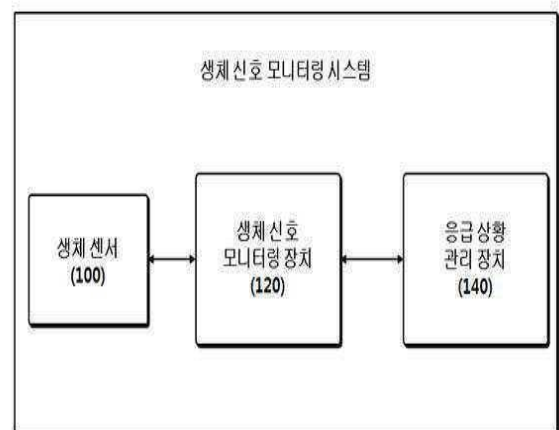 생체 신호 모니터링 시스템
생체 센서
(100)
생체 신호
모니터링 장치
(120)
응급 상황
관리 장치
(140)